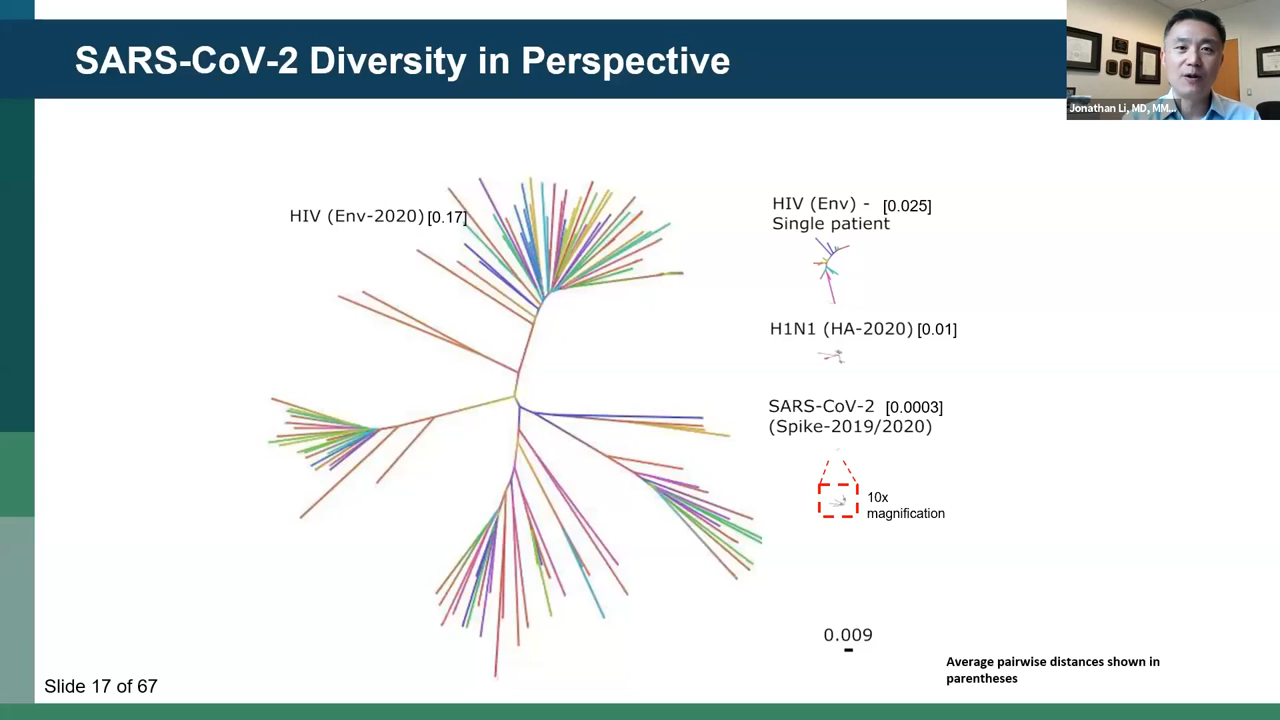 SARS-CoV-2 Diversity in Perspective
Jonathan Li, MD, MM...
HIV (Env-2020) [0.17]
HIV (Env) - [0.025]
Single patient
H1N1 (HA-2020) [0.01]
SARS-CoV-2 [0.0003]
(Spike-2019/2020)
10x
magnification
0.009
Average pairwise distances shown in
parentheses
Slide 17 of 67